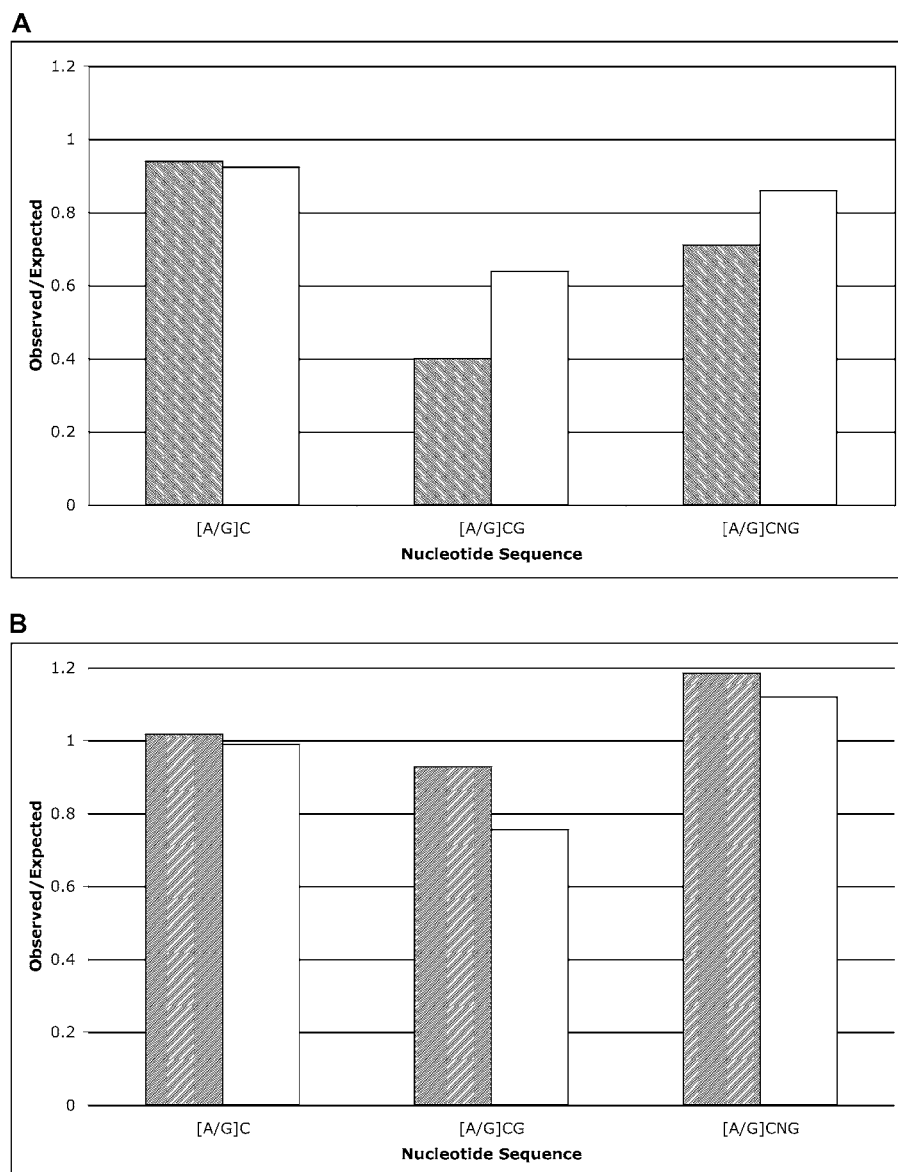 A
1.2
1
0.8
0.6
0.4
0.2
0
Observed/Expected
[A/G]C
[A/G]CG
[A/G]CNG
Nucleotide Sequence
B
1.2
1
0.8
0.6
0.4
0.2
0
Observed/Expected
[A/G]C
[A/G]CG
[A/G]CNG
Nucleotide Sequence